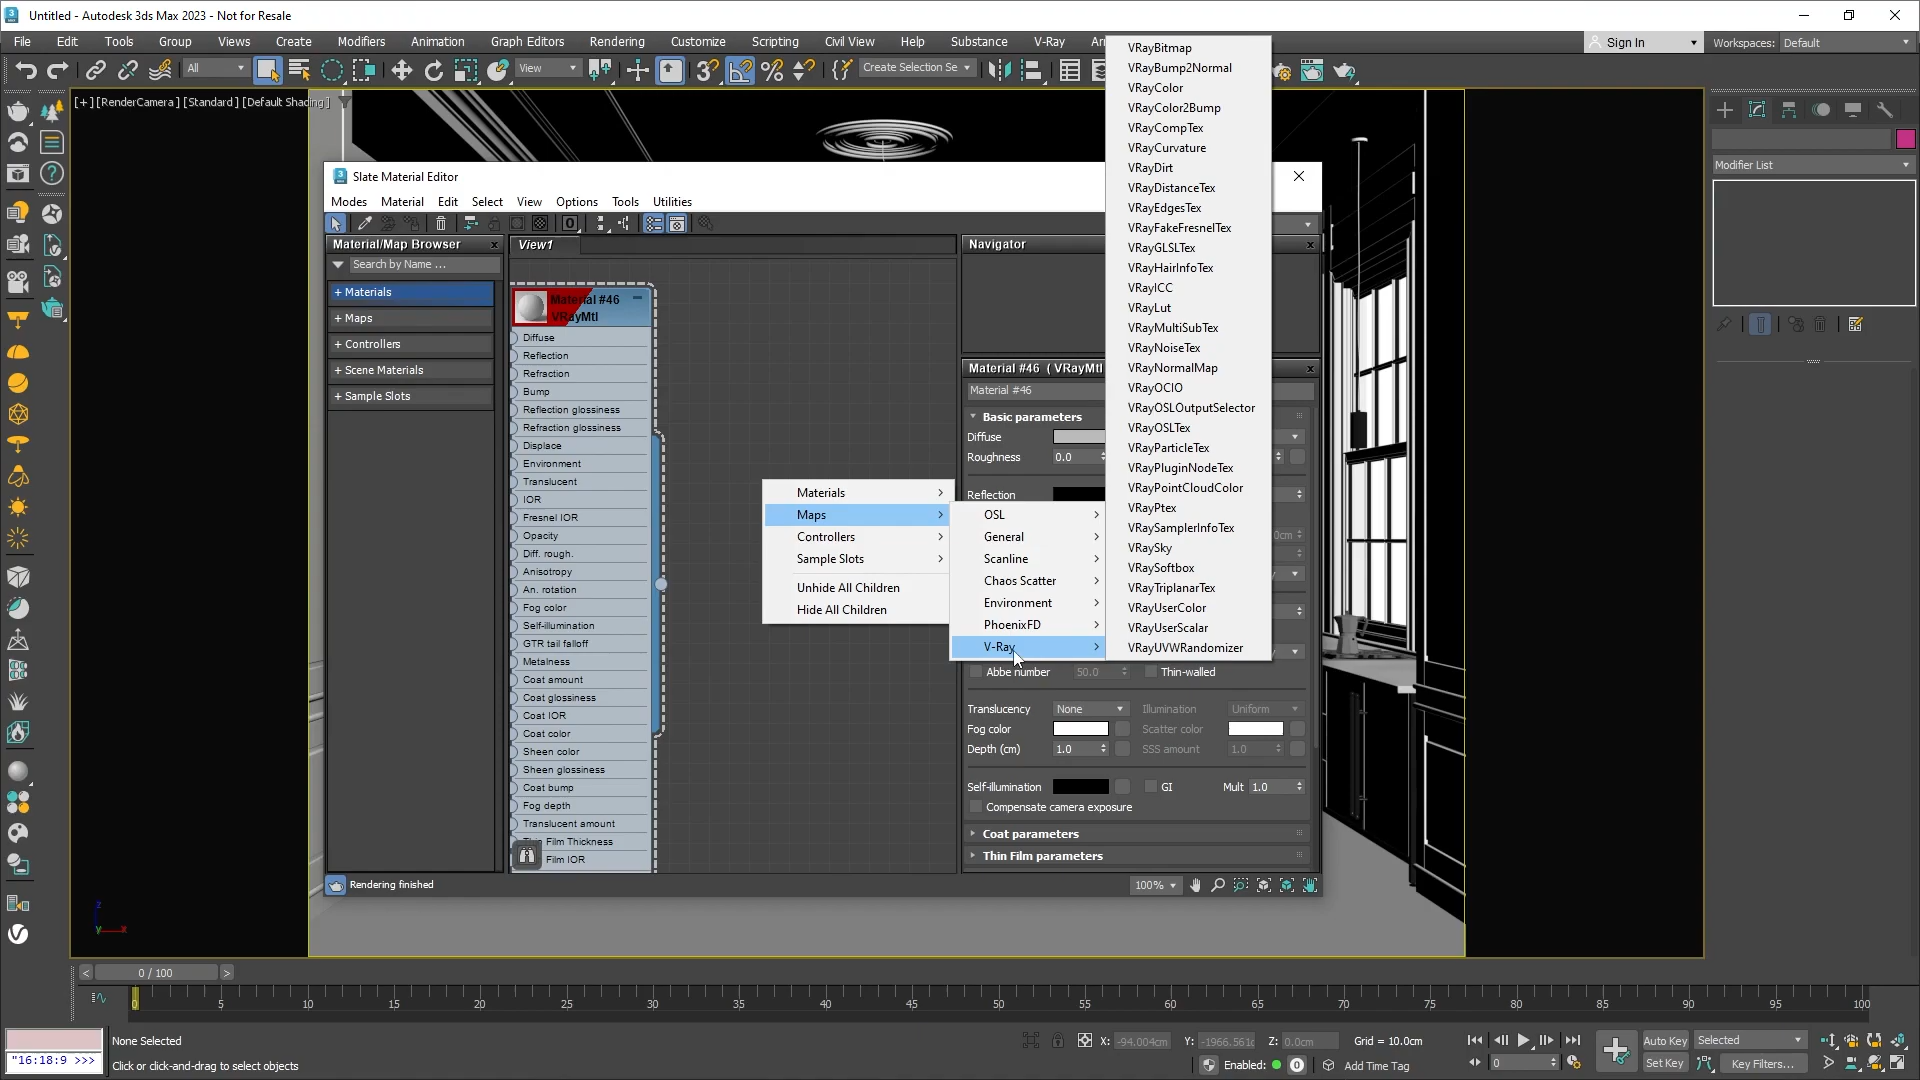 Untitled - Autodesk 3ds Max 2023 - Not for Resale
File Edit Tools Group Views Create Modifiers Animation Graph Editors Rendering Customize Scripting Civil View Help Substance V-Ray Ar
Sign In Workspaces: Default
All View Create Selection Se
[+] [RenderCamera] [Standard] [Default Shading]
Modifier List
Slate Material Editor
Modes Material Edit Select View Options Tools Utilities
Material/Map Browser
Search by Name ...
+ Materials
+ Maps
+ Controllers
+ Scene Materials
+ Sample Slots
View1
Material #46
VRayMtl
Diffuse
Reflection
Refraction
Bump
Reflection glossiness
Refraction glossiness
Displace
Environment
Translucent
IOR
Fresnel IOR
Opacity
Diff. rough.
Anisotropy
An. rotation
Fog color
Self-illumination
GTR tail falloff
Metalness
Coat amount
Coat glossiness
Coat IOR
Coat color
Sheen color
Sheen glossiness
Coat bump
Fog depth
Translucent amount
Film Thickness
Film IOR
Materials
Maps
Controllers
Sample Slots
Unhide All Children
Hide All Children
OSL
General
Scanline
Chaos Scatter
Environment
PhoenixFD
V-Ray
VRayBitmap
VRayBump2Normal
VRayColor
VRayColor2Bump
VRayCompTex
VRayCurvature
VRayDirt
VRayDistanceTex
VRayEdgesTex
VRayFakeFresnelTex
VRayGLSLTex
VRayHairInfoTex
VRayICC
VRayLut
VRayMultiSubTex
VRayNoiseTex
VRayNormalMap
VRayOCIO
VRayOSLOutputSelector
VRayOSLTex
VRayParticleTex
VRayPluginNodeTex
VRayPointCloudColor
VRayPtex
VRaySamplerInfoTex
VRaySky
VRaySoftbox
VRayTriplanarTex
VRayUserColor
VRayUserScalar
VRayUVWRandomizer
Navigator
Material #46 ( VRayMtl
Material #46
Basic parameters
Diffuse
Roughness 0.0
Reflection
0cm
Abbe number 50.0 Thin-walled
Translucency None Illumination Uniform
Fog color Scatter color
Depth (cm) 1.0 SSS amount 1.0
Self-illumination GI Mult 1.0
Compensate camera exposure
Coat parameters
Thin Film parameters
Rendering finished
100%
z
y
x
< 0 / 100 >
0 5 10 15 20 25 30 35 40 45 50 55 60 65 70 75 80 85 90 95 100
None Selected
"16:18:9 >>>
Click or click-and-drag to select objects
X: -94.004cm Y: -1966.561c Z: 0.0cm Grid = 10.0cm
Enabled: 0 Add Time Tag
0
Auto Key Selected
Set Key Key Filters...